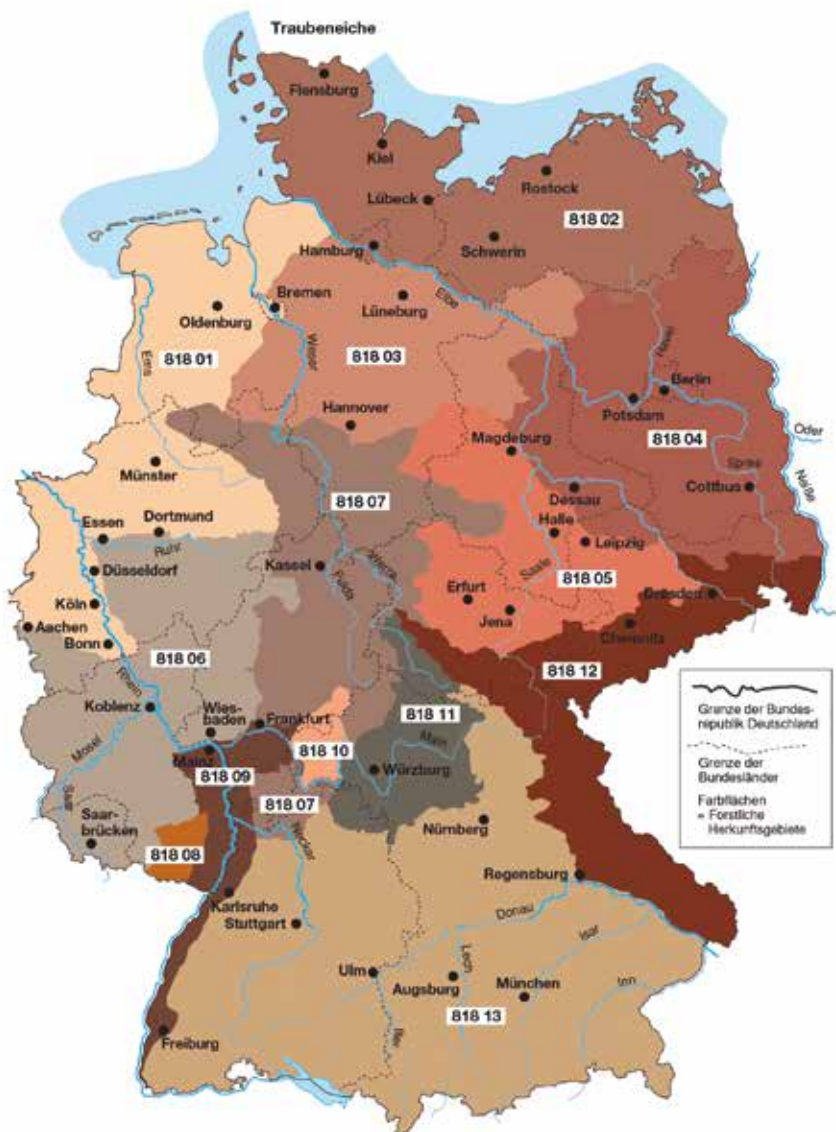 Traubeneiche
Flensburg
Kiel
Rostock
Lübeck
818 02
Schwerin
Hamburg
Bremen
Lüneburg
Elbe
Oldenburg
Havel
818 01
818 03
Weser
Ems
Berlin
Potsdam
Hannover
818 04
Oder
Magdeburg
Spree
Münster
Neiße
Cottbus
818 07
Dessau
Essen
Dortmund
Halle
Ruhr
Leipzig
Düsseldorf
Kassel
Werra
Saale
818 05
Fulda
Erfurt
Dresden
Köln
Jena
Aachen
Chemnitz
Bonn
818 06
818 12
Rhein
Wies-
baden
Koblenz
Frankfurt
818 11
Main
Mosel
Mainz
818 10
818 09
Würzburg
Saar
818 07
Saar-
brücken
Nürnberg
Neckar
818 08
Regensburg
Karlsruhe
Stuttgart
Donau
Isar
Ulm
Lech
Augsburg
München
Inn
818 13
Iller
Freiburg
Grenze der Bundes-
republik Deutschland
Grenze der
Bundesländer
Farbflächen
= Forstliche
Herkunftsgebiete